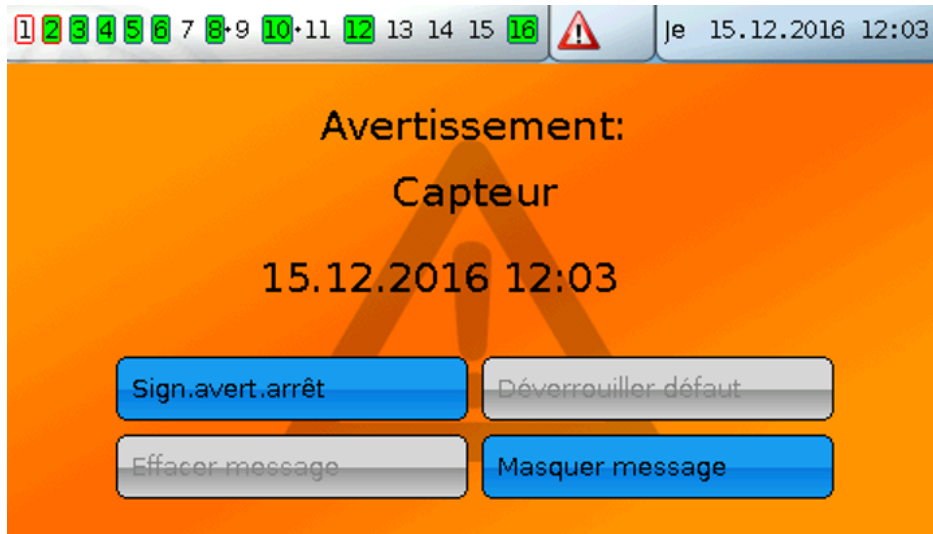 1 2 3 4 5 6 7 8+9 10+11 12 13 14 15 16 Je 15.12.2016 12:03
Avertissement:
Capteur
15.12.2016 12:03
Sign.avert.arrêt Déverrouiller défaut
Effacer message Masquer message